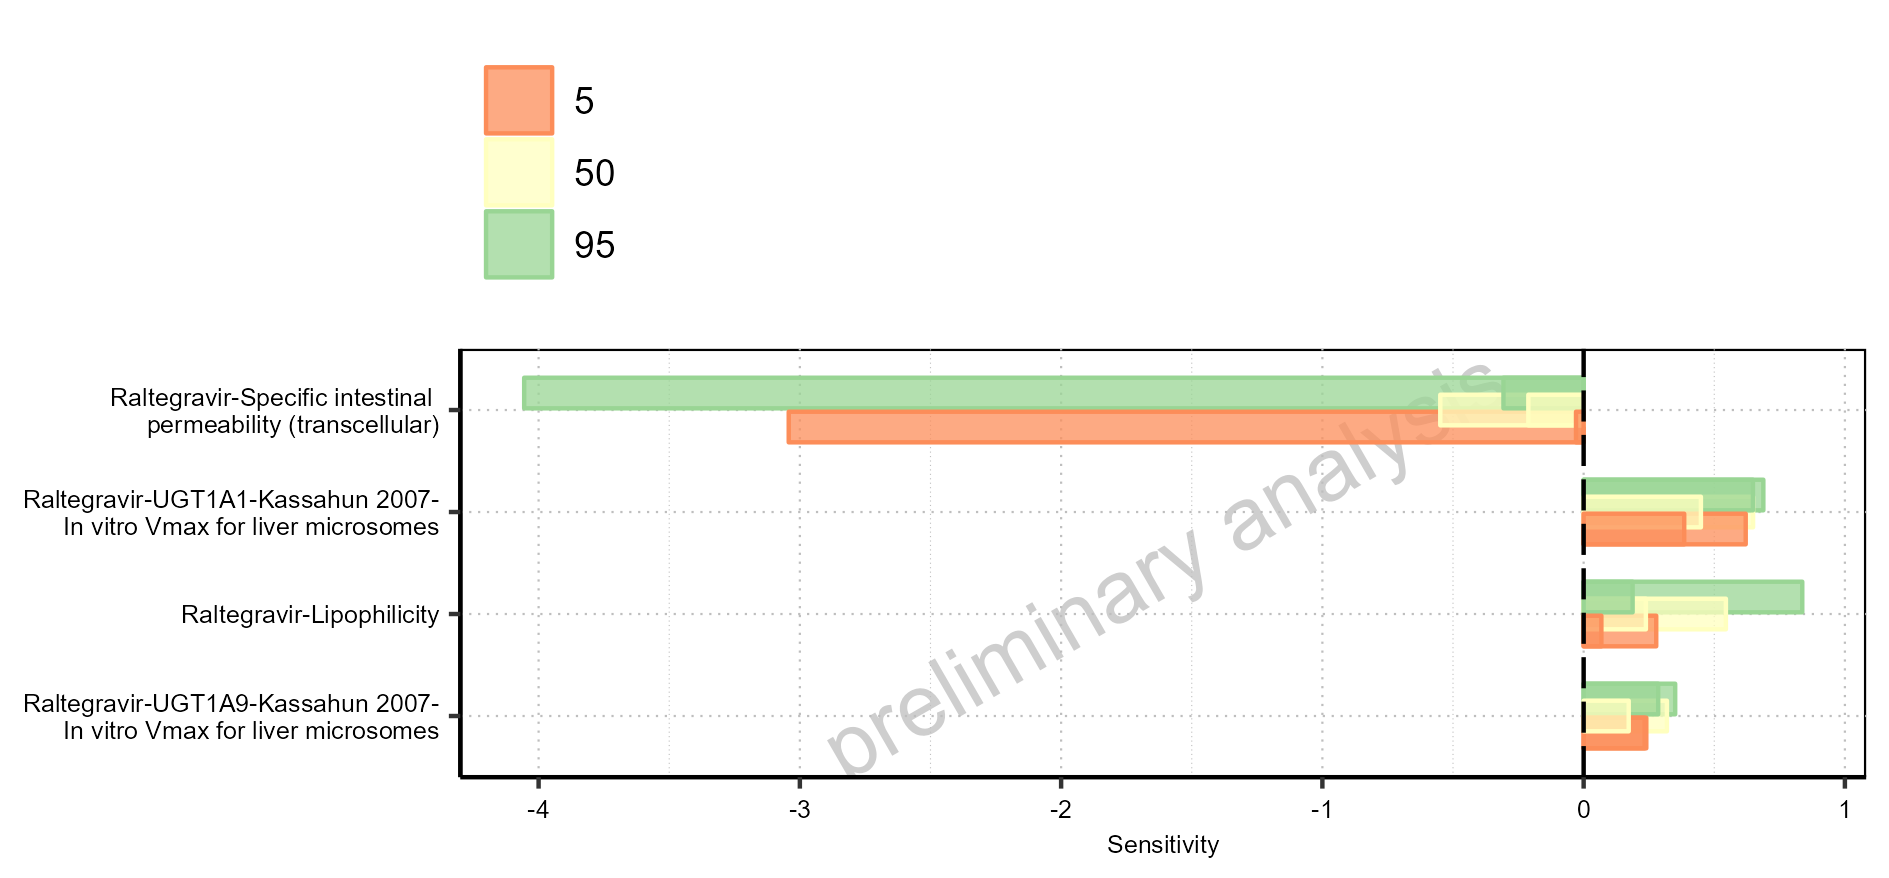 5
50
95
Raltegravir-Specific intestinal
permeability (transcellular)
Raltegravir-UGT1A1-Kassahun 2007-
In vitro Vmax for liver microsomes
Raltegravir-Lipophilicity
Raltegravir-UGT1A9-Kassahun 2007-
In vitro Vmax for liver microsomes
preliminary analysis
-4 -3 -2 -1 0 1
Sensitivity